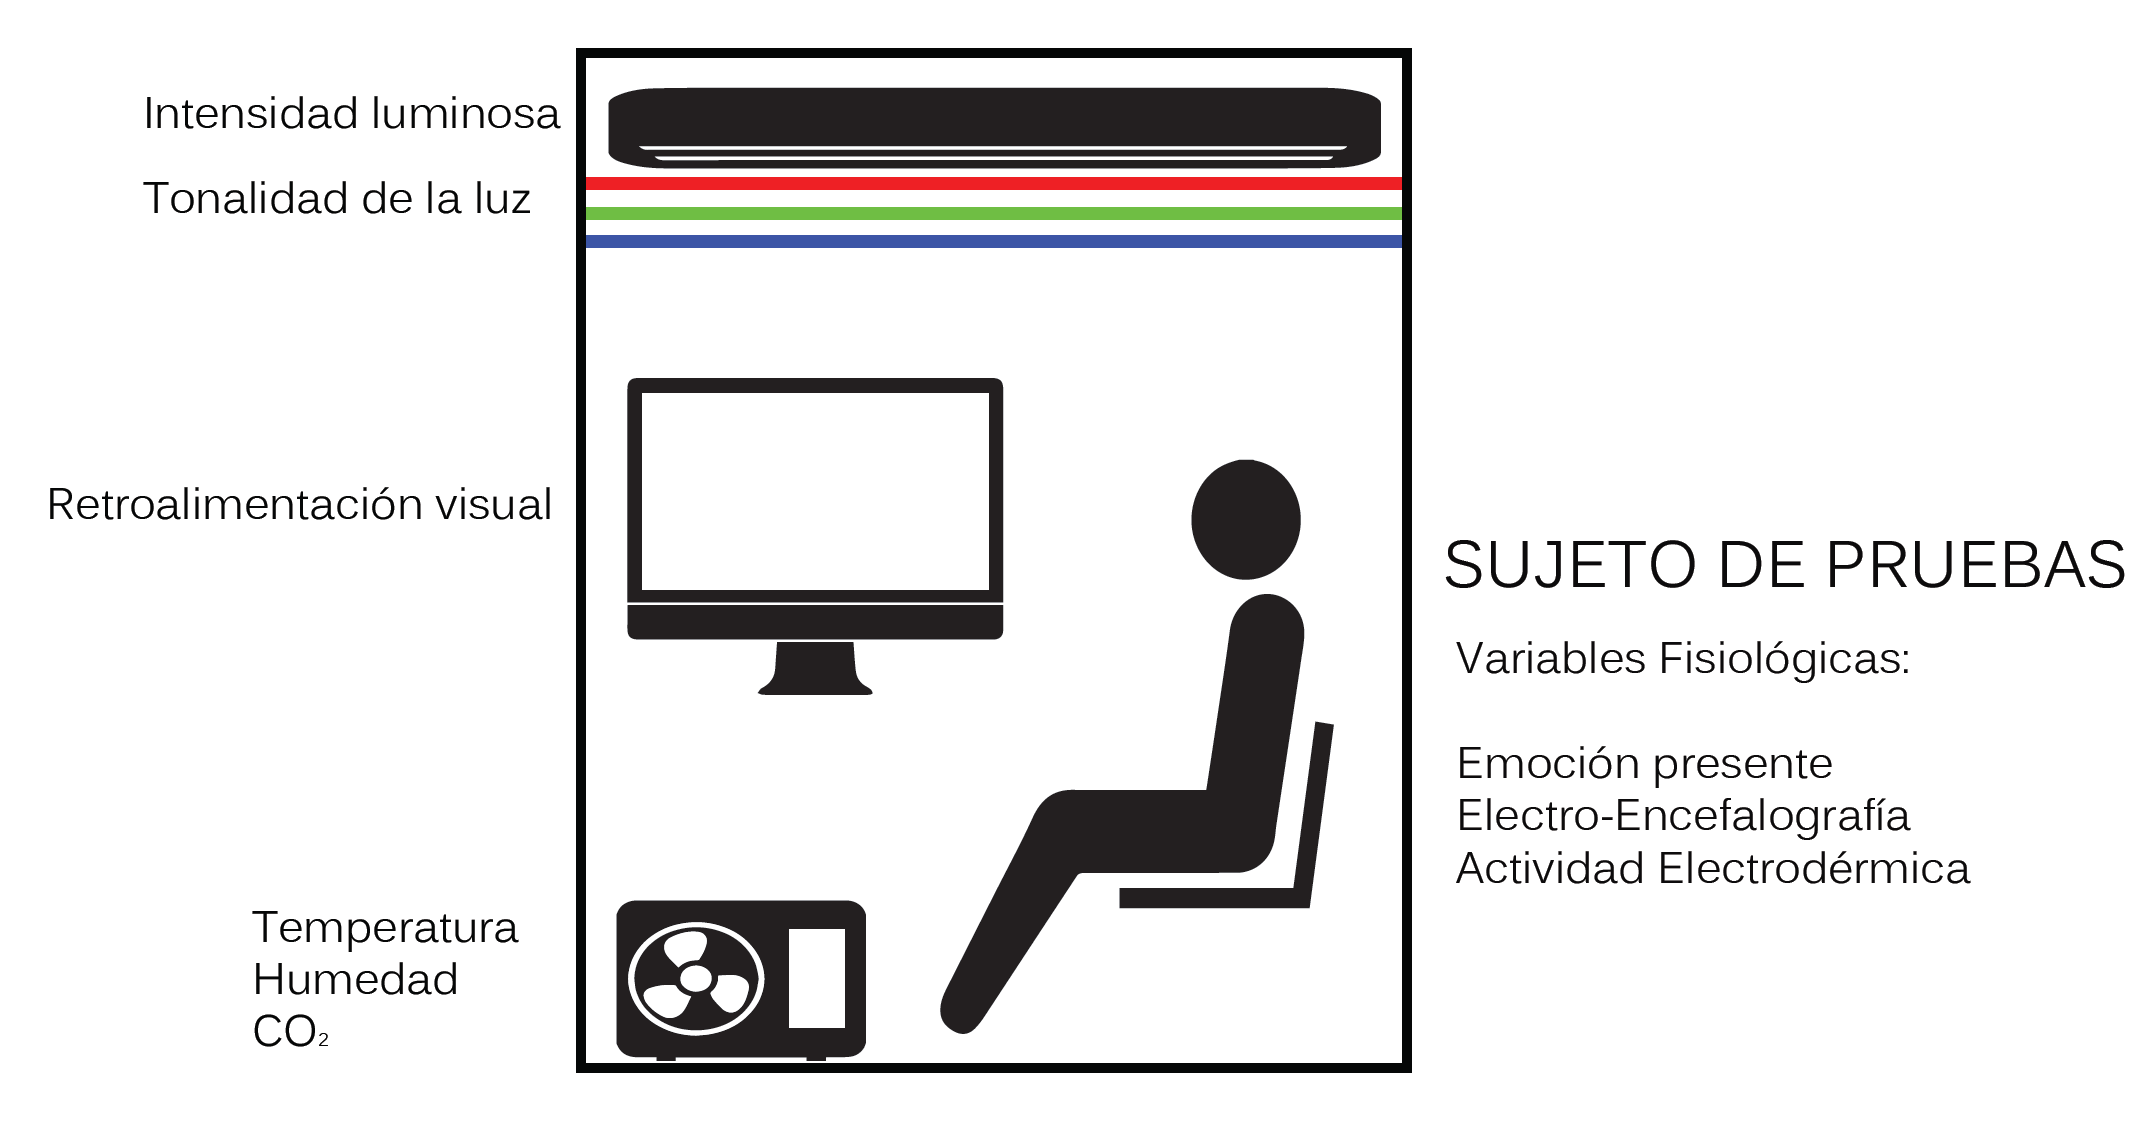 Intensidad luminosa
Tonalidad de la luz
Retroalimentación visual
Temperatura
Humedad
CO₂
SUJETO DE PRUEBAS
Variables Fisiológicas:
Emoción presente
Electro-Encefalografía
Actividad Electrodérmica